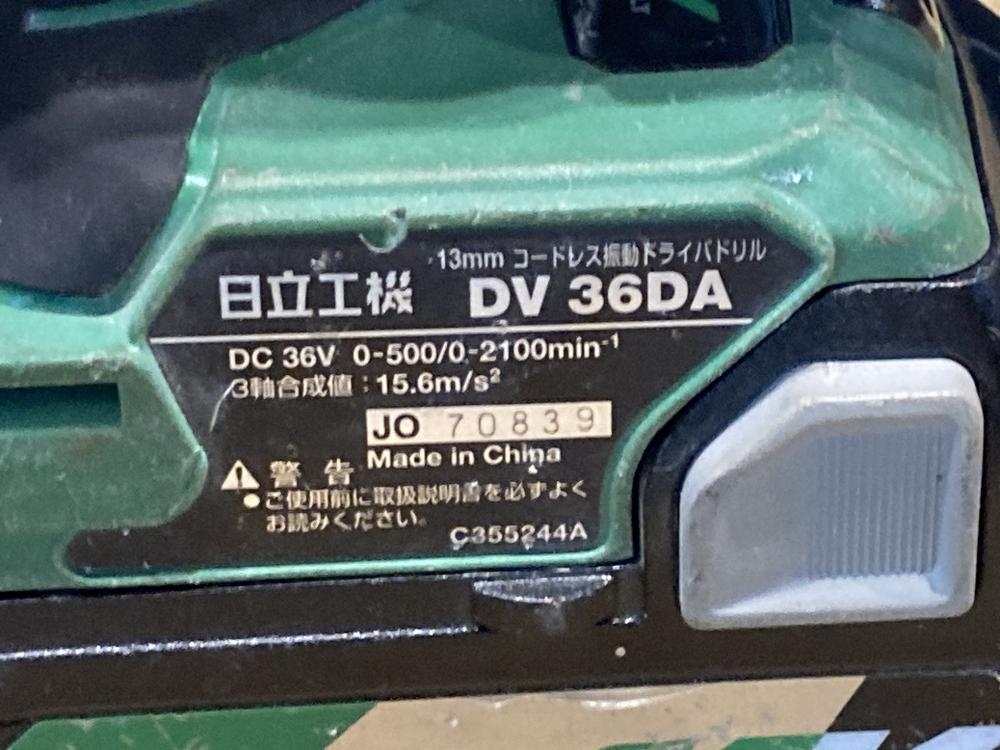 13mm コードレス振動ドライバドリル
日立工機 DV 36DA
DC 36V 0-500/0-2100min⁻¹
3軸合成値：15.6m/s²
JO 70839
Made in China
⚠警告
●ご使用前に取扱説明書を必ずよく
お読みください。
C355244A